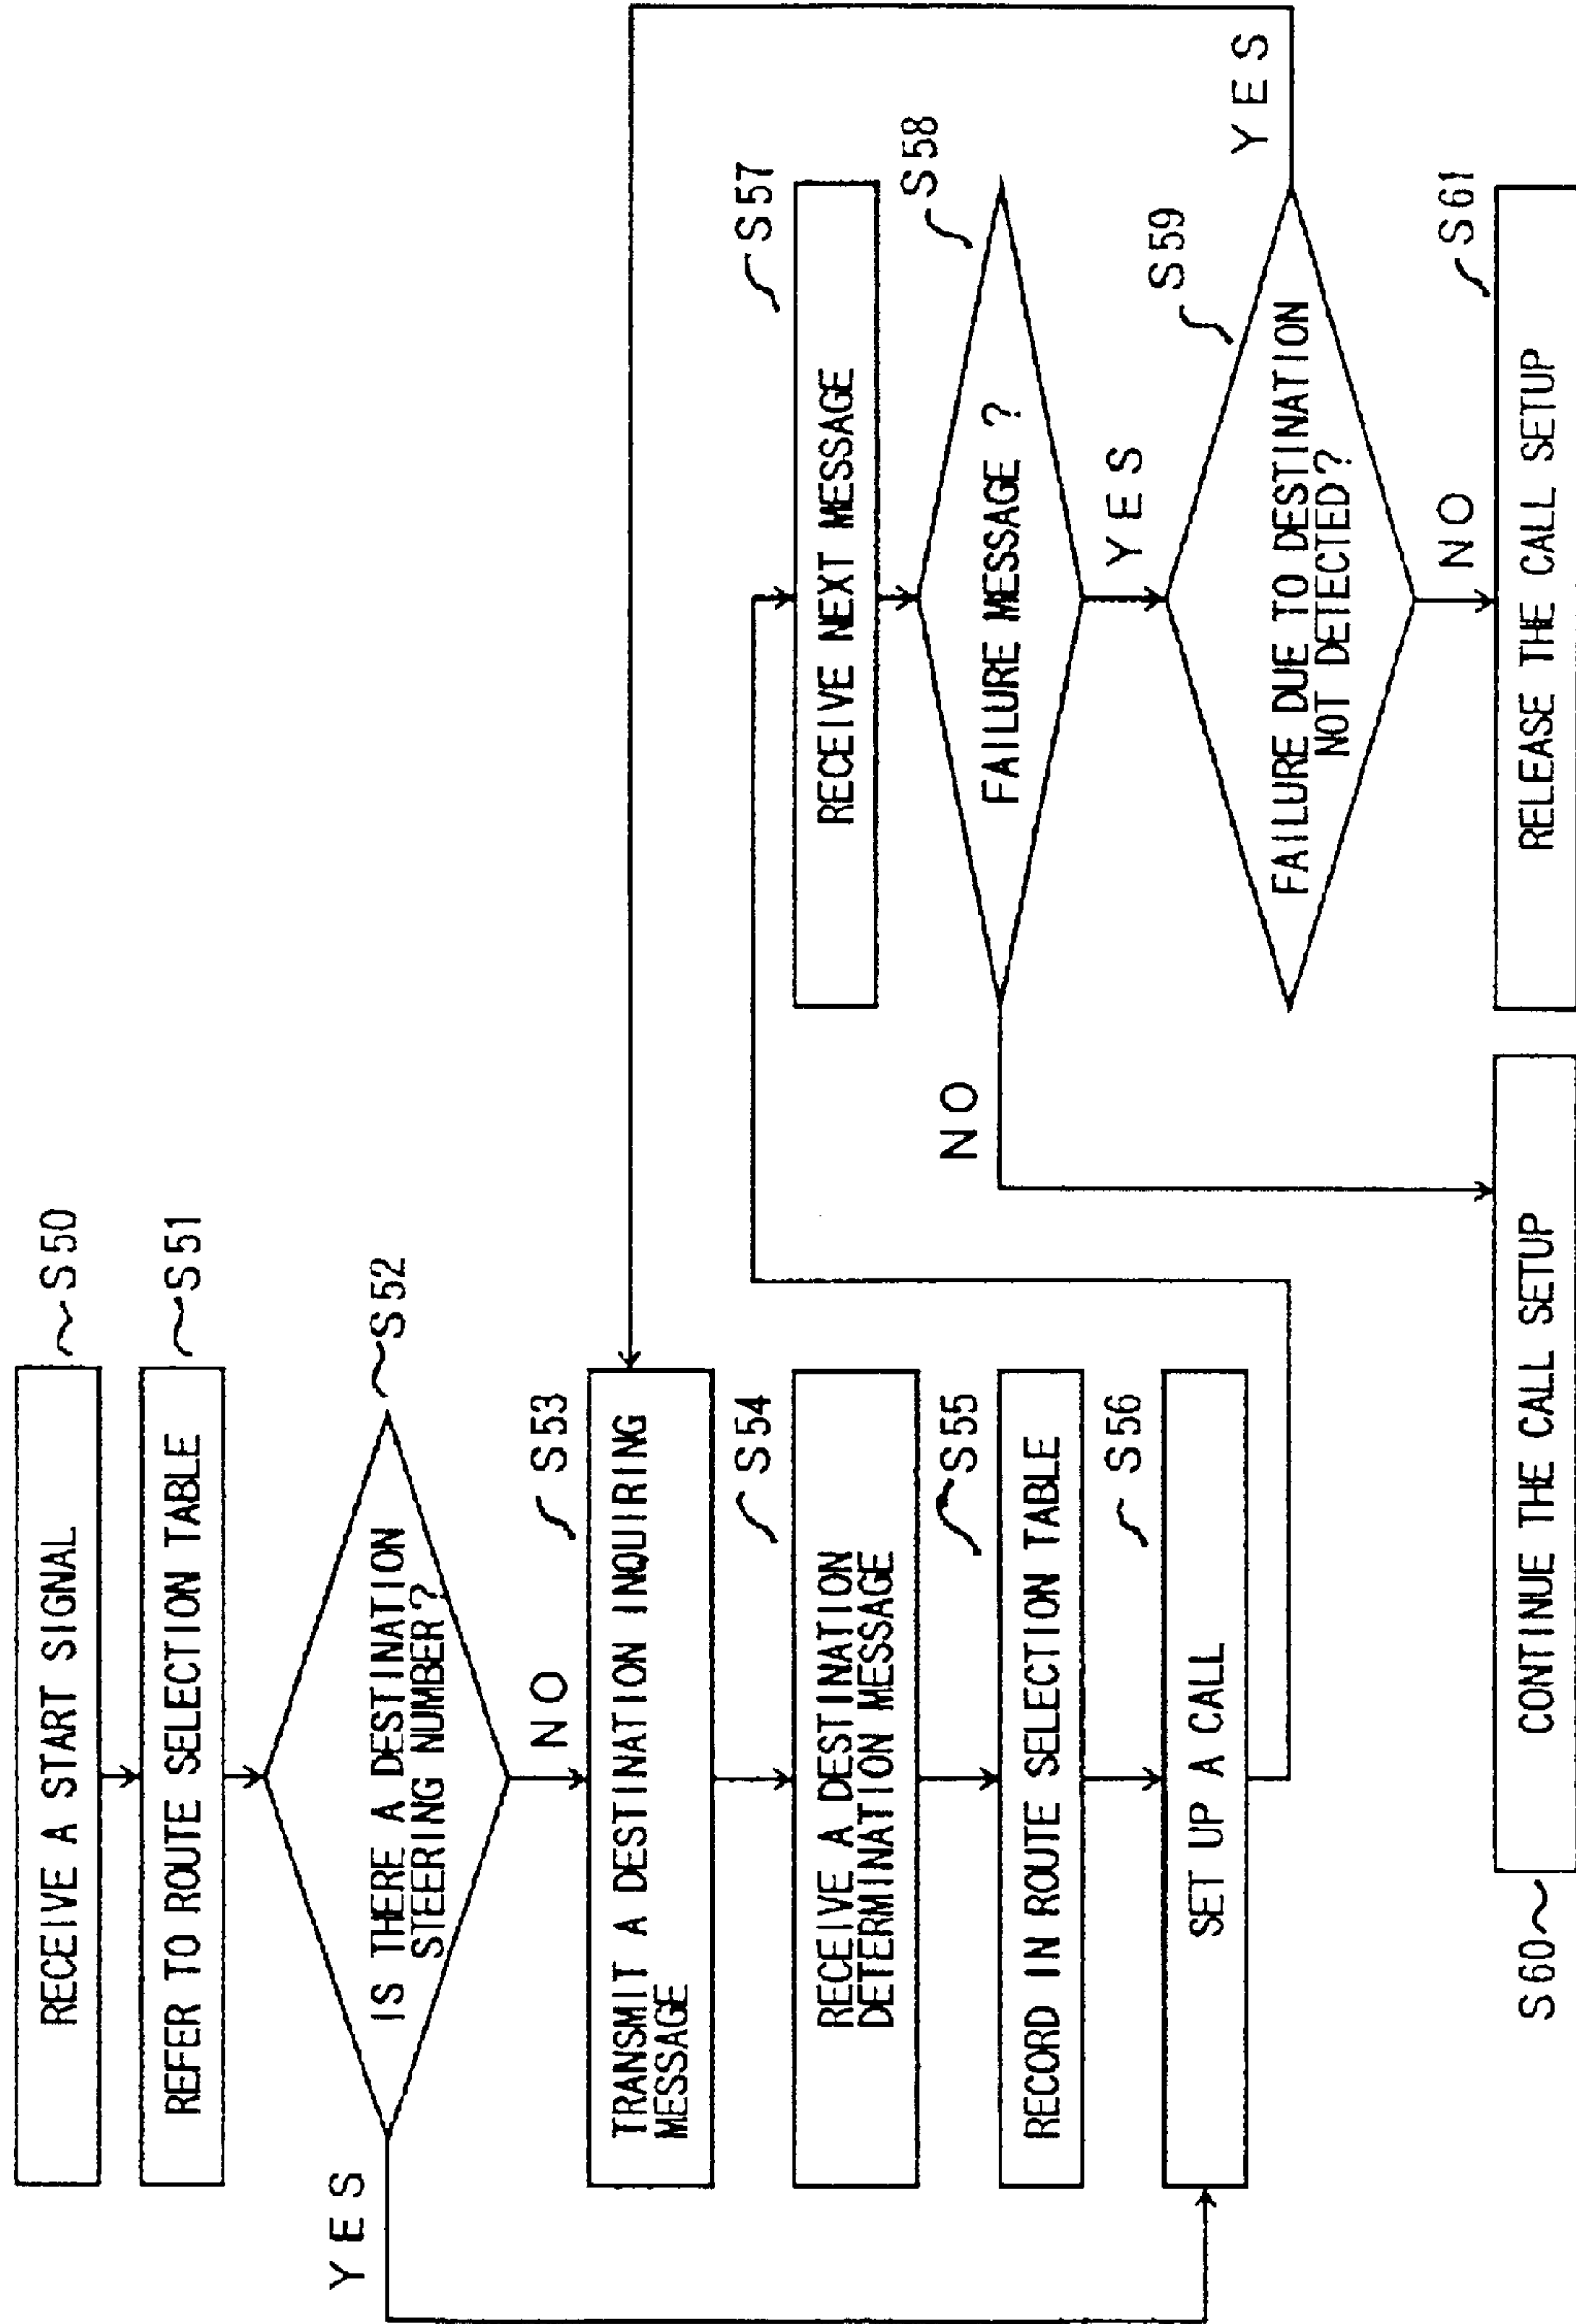 RECEIVE A START SIGNAL
S50
REFER TO ROUTE SELECTION TABLE
S51
IS THERE A DESTINATION
STEERING NUMBER?
S52
YES
NO
TRANSMIT A DESTINATION INQUIRING
MESSAGE
S53
RECEIVE A DESTINATION
DETERMINATION MESSAGE
S54
RECORD IN ROUTE SELECTION TABLE
S55
SET UP A CALL
S56
RECEIVE NEXT MESSAGE
S57
FAILURE MESSAGE ?
S58
NO
YES
FAILURE DUE TO DESTINATION
NOT DETECTED?
S59
YES
NO
S60
CONTINUE THE CALL SETUP
RELEASE THE CALL SETUP
S61